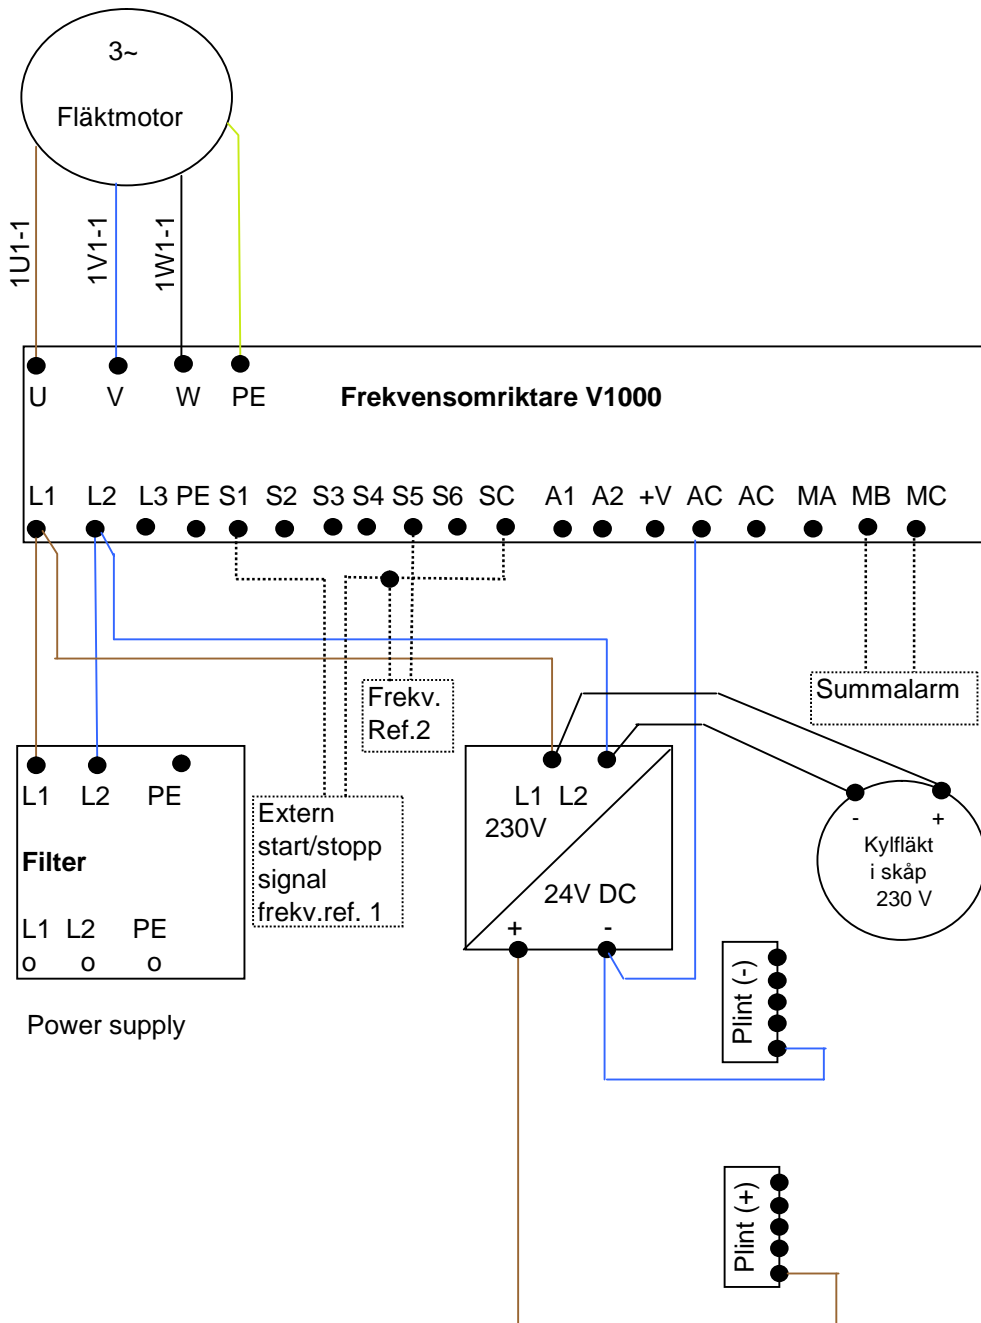 3~
Fläktmotor
1U1-1
1V1-1
1W1-1
U V W PE Frekvensomriktare V1000
L1 L2 L3 PE S1 S2 S3 S4 S5 S6 SC A1 A2 +V AC AC MA MB MC
Frekv.
Ref.2
Summalarm
L1 L2 PE
Filter
L1 L2 PE
o o o
Power supply
Extern
start/stopp
signal
frekv.ref. 1
L1 L2
230V
24V DC
+ -
- +
Kylfläkt
i skåp
230 V
Plint (-)
Plint (+)